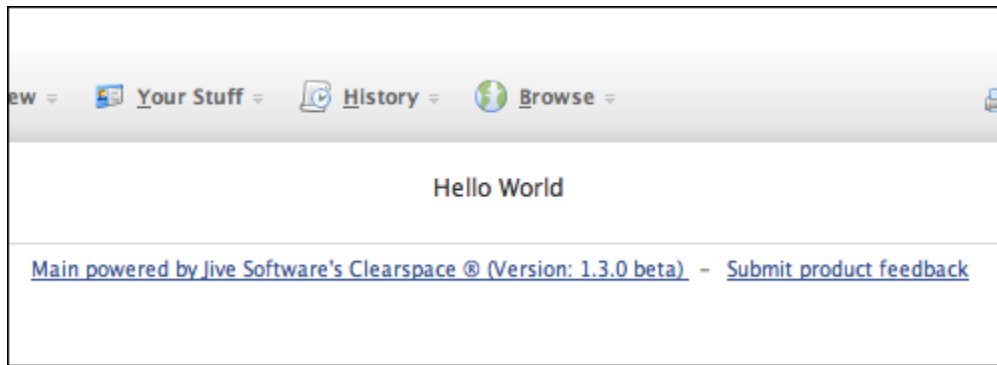 ew Your Stuff History Browse
Hello World
Main powered by Jive Software's Clearspace ® (Version: 1.3.0 beta) – Submit product feedback